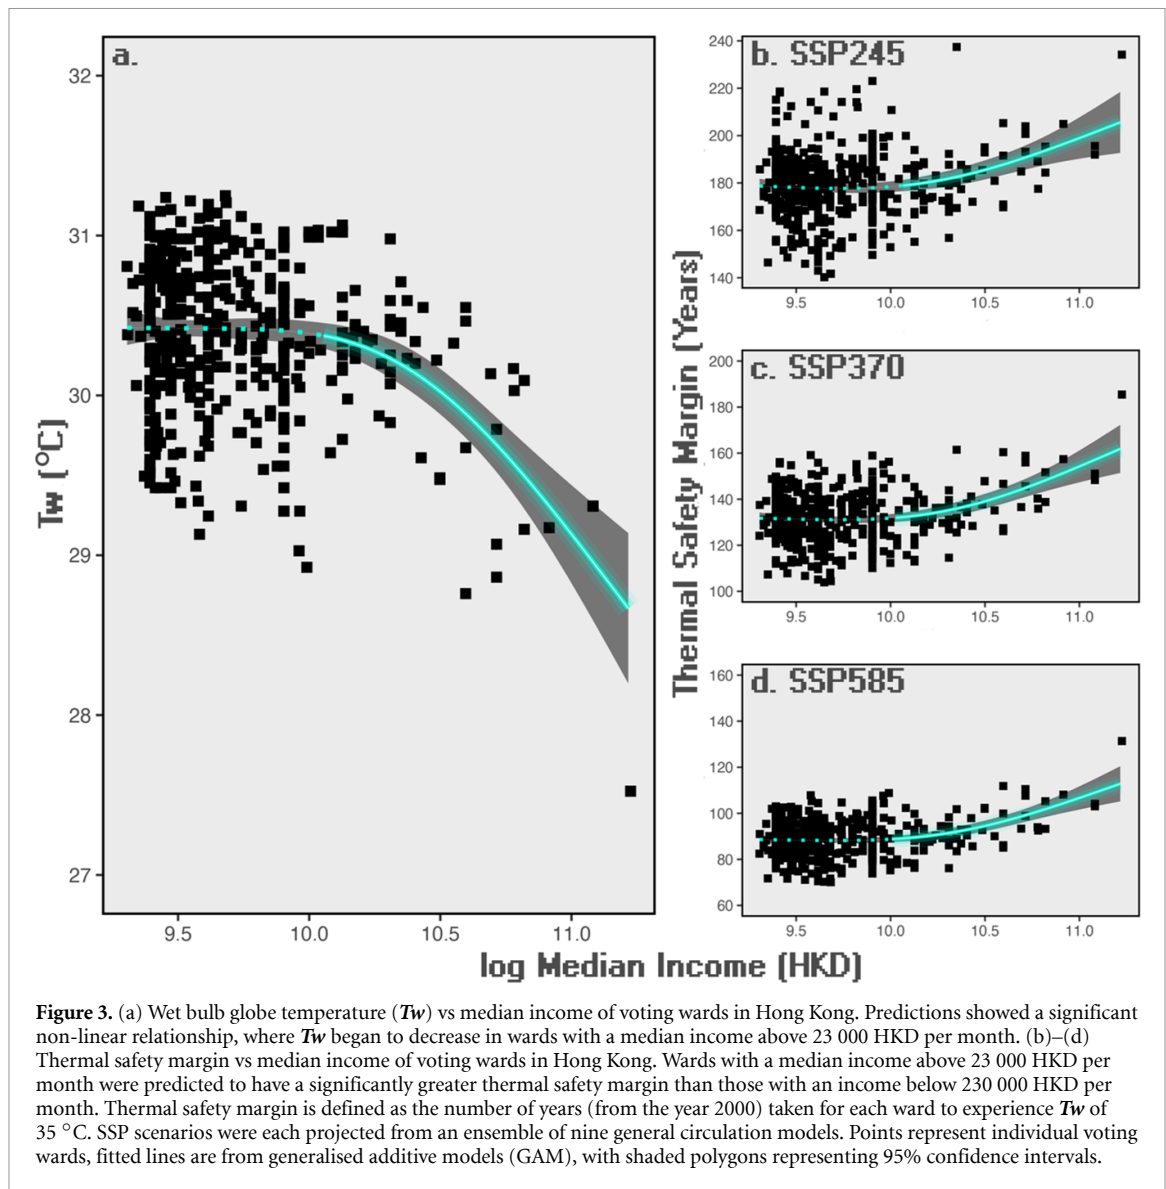 a.
32
31
30
29
28
27
Tw (°C)
9.5
10.0
10.5
11.0
b. SSP245
240
220
200
180
160
140
9.5
10.0
10.5
11.0
c. SSP370
200
180
160
140
120
100
9.5
10.0
10.5
11.0
d. SSP585
160
140
120
100
80
60
9.5
10.0
10.5
11.0
Thermal Safety Margin (Years)
log Median Income (HKD)
Figure 3. (a) Wet bulb globe temperature (Tw) vs median income of voting wards in Hong Kong. Predictions showed a significant
non-linear relationship, where Tw began to decrease in wards with a median income above 23 000 HKD per month. (b)–(d)
Thermal safety margin vs median income of voting wards in Hong Kong. Wards with a median income above 23 000 HKD per
month were predicted to have a significantly greater thermal safety margin than those with an income below 230 000 HKD per
month. Thermal safety margin is defined as the number of years (from the year 2000) taken for each ward to experience Tw of
35 °C. SSP scenarios were each projected from an ensemble of nine general circulation models. Points represent individual voting
wards, fitted lines are from generalised additive models (GAM), with shaded polygons representing 95% confidence intervals.